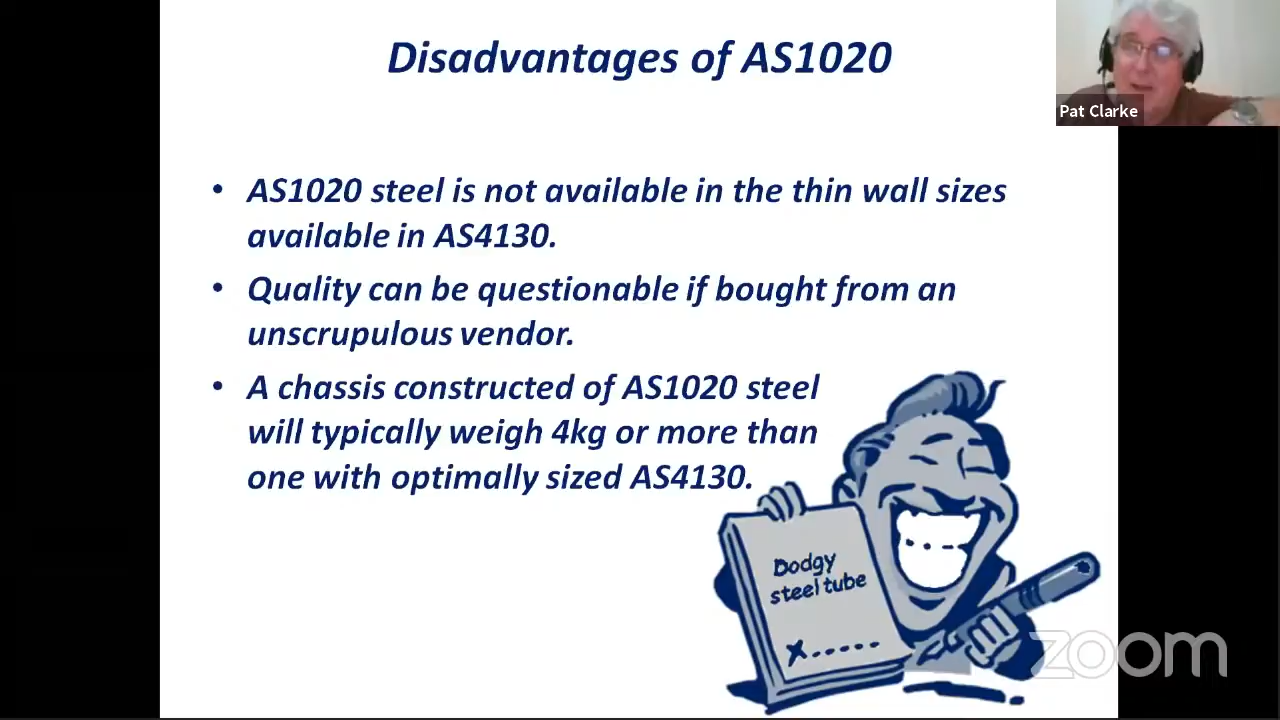 Disadvantages of AS1020
Pat Clarke
• AS1020 steel is not available in the thin wall sizes
available in AS4130.
• Quality can be questionable if bought from an
unscrupulous vendor.
• A chassis constructed of AS1020 steel
will typically weigh 4kg or more than
one with optimally sized AS4130.
Dodgy
steel tube
x.....
zoom